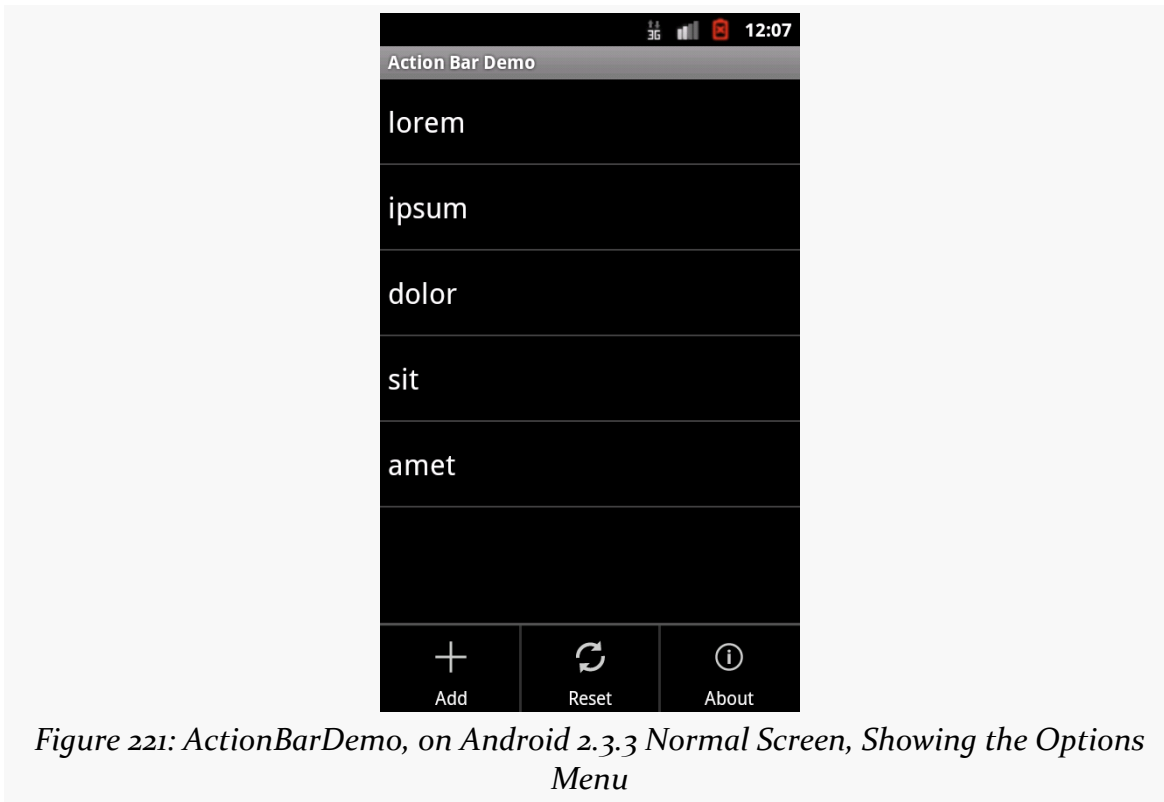 3G 12:07
Action Bar Demo
lorem
ipsum
dolor
sit
amet
Add Reset About
Figure 221: ActionBarDemo, on Android 2.3.3 Normal Screen, Showing the Options
Menu